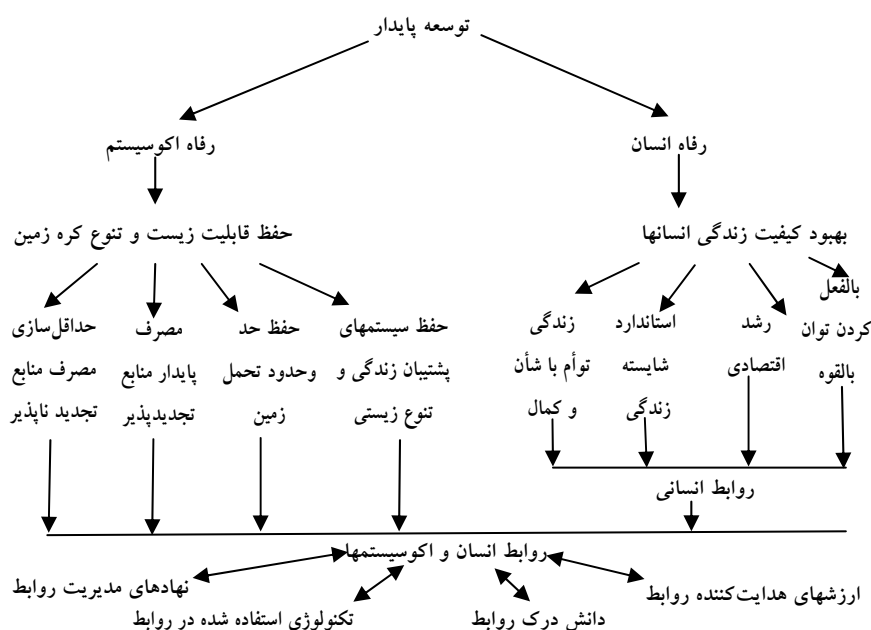 توسعه پایدار
رفاه انسان
رفاه اکوسیستم
بهبود کیفیت زندگی انسانها
حفظ قابلیت زیست و تنوع کره زمین
بالفعل
کردن توان
بالقوه
رشد
اقتصادی
استاندارد
شایسته
زندگی
زندگی
توأم با شأن
و کمال
حفظ سیستمهای
پشتیبان زندگی و
تنوع زیستی
حفظ حد
وحدود تحمل
زمین
مصرف
پایدار منابع
تجدیدپذیر
حداقل‌سازی
مصرف منابع
تجدید ناپذیر
روابط انسانی
روابط انسان و اکوسیستمها
ارزشهای هدایت‌کننده روابط
دانش درک روابط
تکنولوژی استفاده شده در روابط
نهادهای مدیریت روابط